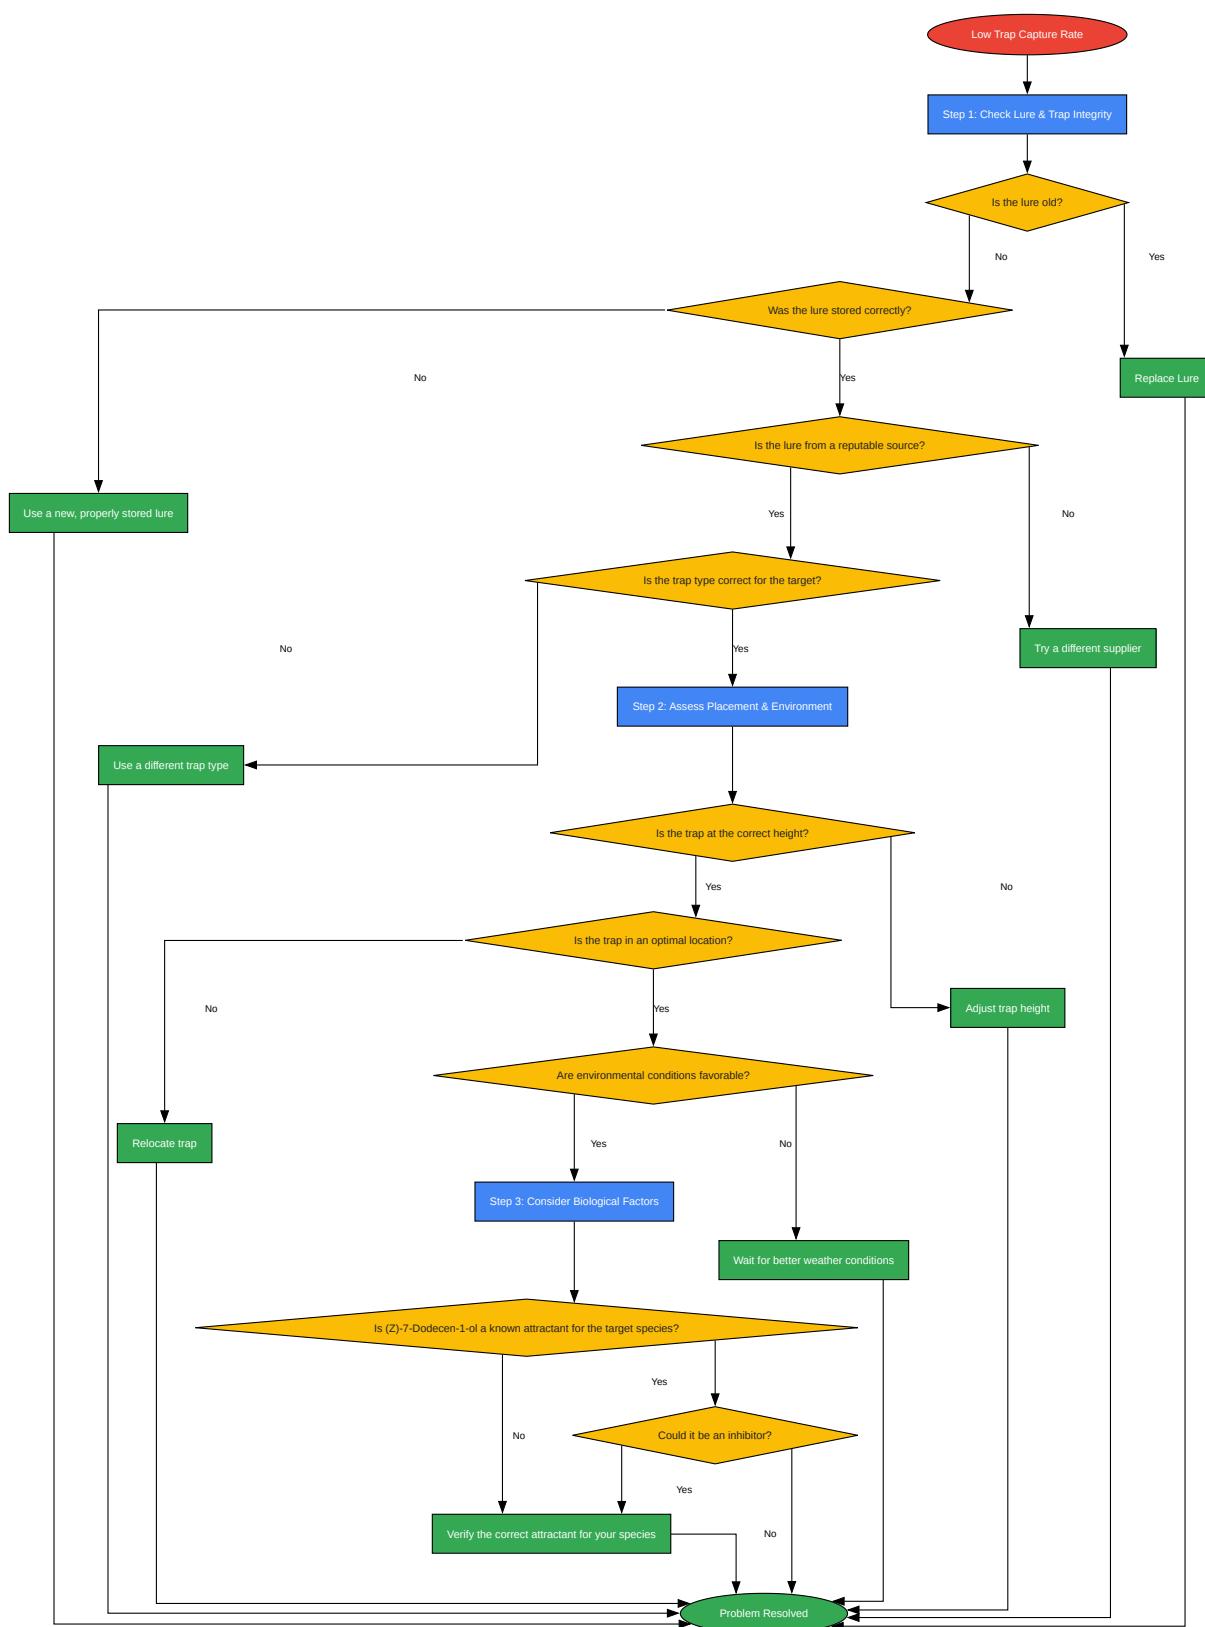 Low Trap Capture Rate
Step 1: Check Lure & Trap Integrity
Is the lure old?
No
Yes
Was the lure stored correctly?
No
Yes
Replace Lure
Is the lure from a reputable source?
Use a new, properly stored lure
Yes
No
Is the trap type correct for the target?
No
Yes
Try a different supplier
Step 2: Assess Placement & Environment
Use a different trap type
Is the trap at the correct height?
Yes
No
Is the trap in an optimal location?
No
Yes
Adjust trap height
Are environmental conditions favorable?
Relocate trap
Yes
No
Step 3: Consider Biological Factors
Wait for better weather conditions
Is (Z)-7-Dodecen-1-ol a known attractant for the target species?
Yes
No
Could it be an inhibitor?
Yes
Verify the correct attractant for your species
No
Problem Resolved